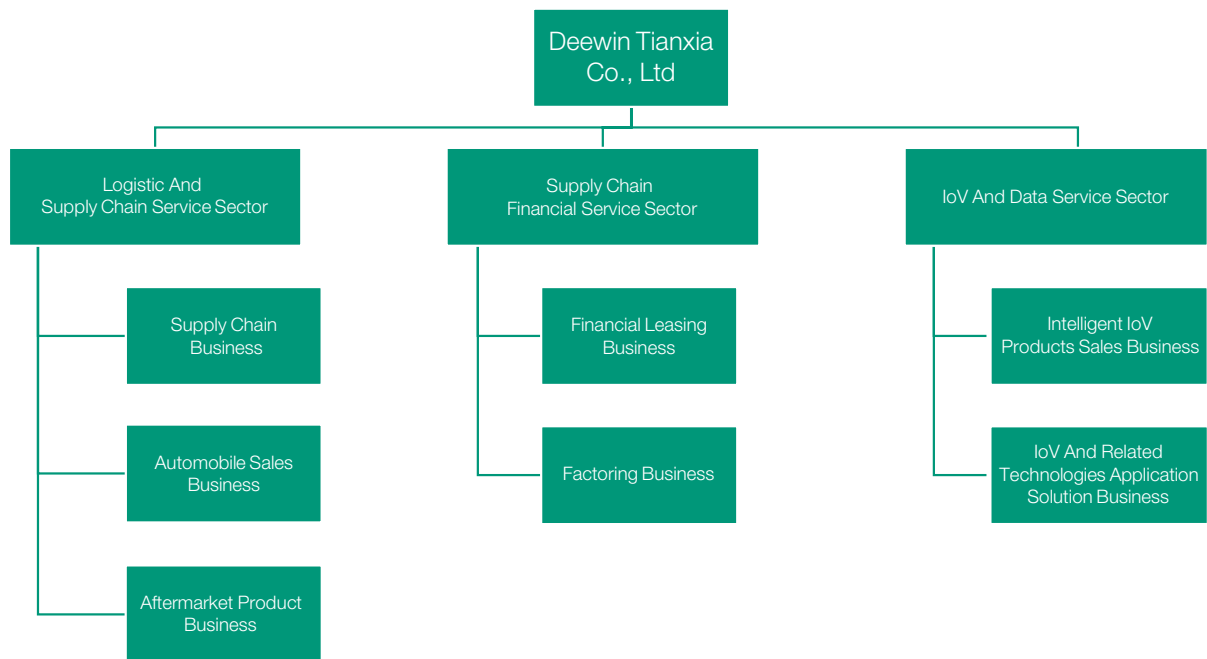 Deewin Tianxia
Co., Ltd
Logistic And
Supply Chain Service Sector
Supply Chain
Business
Automobile Sales
Business
Aftermarket Product
Business
Supply Chain
Financial Service Sector
Financial Leasing
Business
Factoring Business
IoV And Data Service Sector
Intelligent IoV
Products Sales Business
IoV And Related
Technologies Application
Solution Business